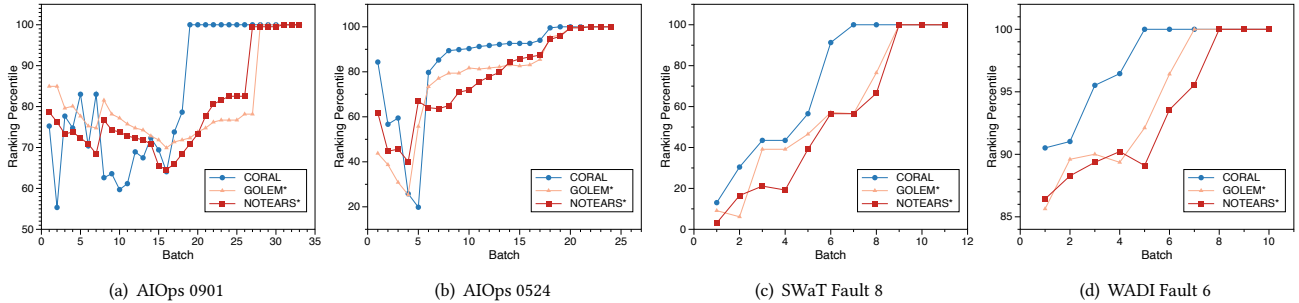 Ranking Percentile
100
90
80
70
60
50
0 5 10 15 20 25 30 35
Batch
CORAL
GOLEM*
NOTEARS*
(a) AIOps 0901
Ranking Percentile
100
80
60
40
20
0 5 10 15 20 25
Batch
CORAL
GOLEM*
NOTEARS*
(b) AIOps 0524
Ranking Percentile
100
80
60
40
20
0
0 2 4 6 8 10 12
Batch
CORAL
GOLEM*
NOTEARS*
(c) SWaT Fault 8
Ranking Percentile
100
95
90
85
0 2 4 6 8 10
Batch
CORAL
GOLEM*
NOTEARS*
(d) WADI Fault 6